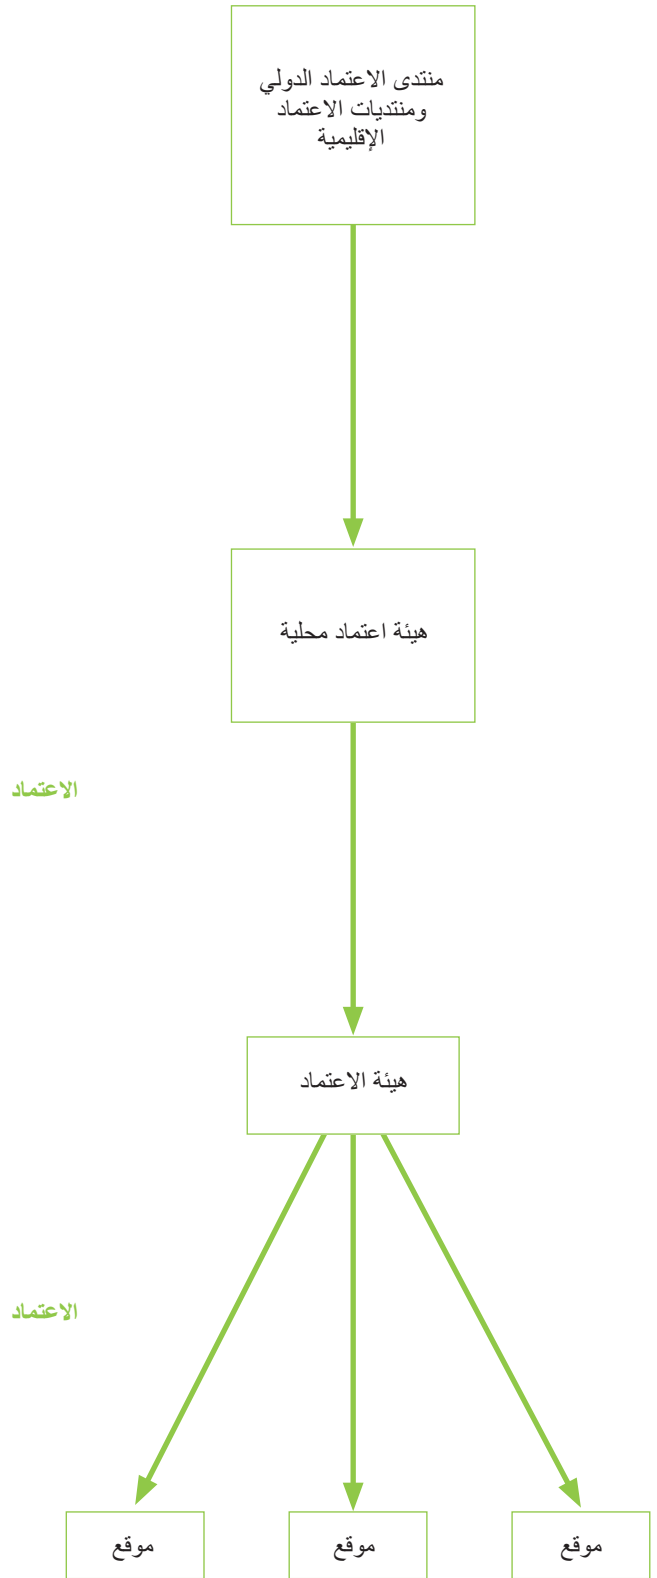 منتدى الاعتماد الدولي
ومنتديات الاعتماد
الإقليمية
هيئة اعتماد محلية
الاعتماد
هيئة الاعتماد
الاعتماد
موقع
موقع
موقع